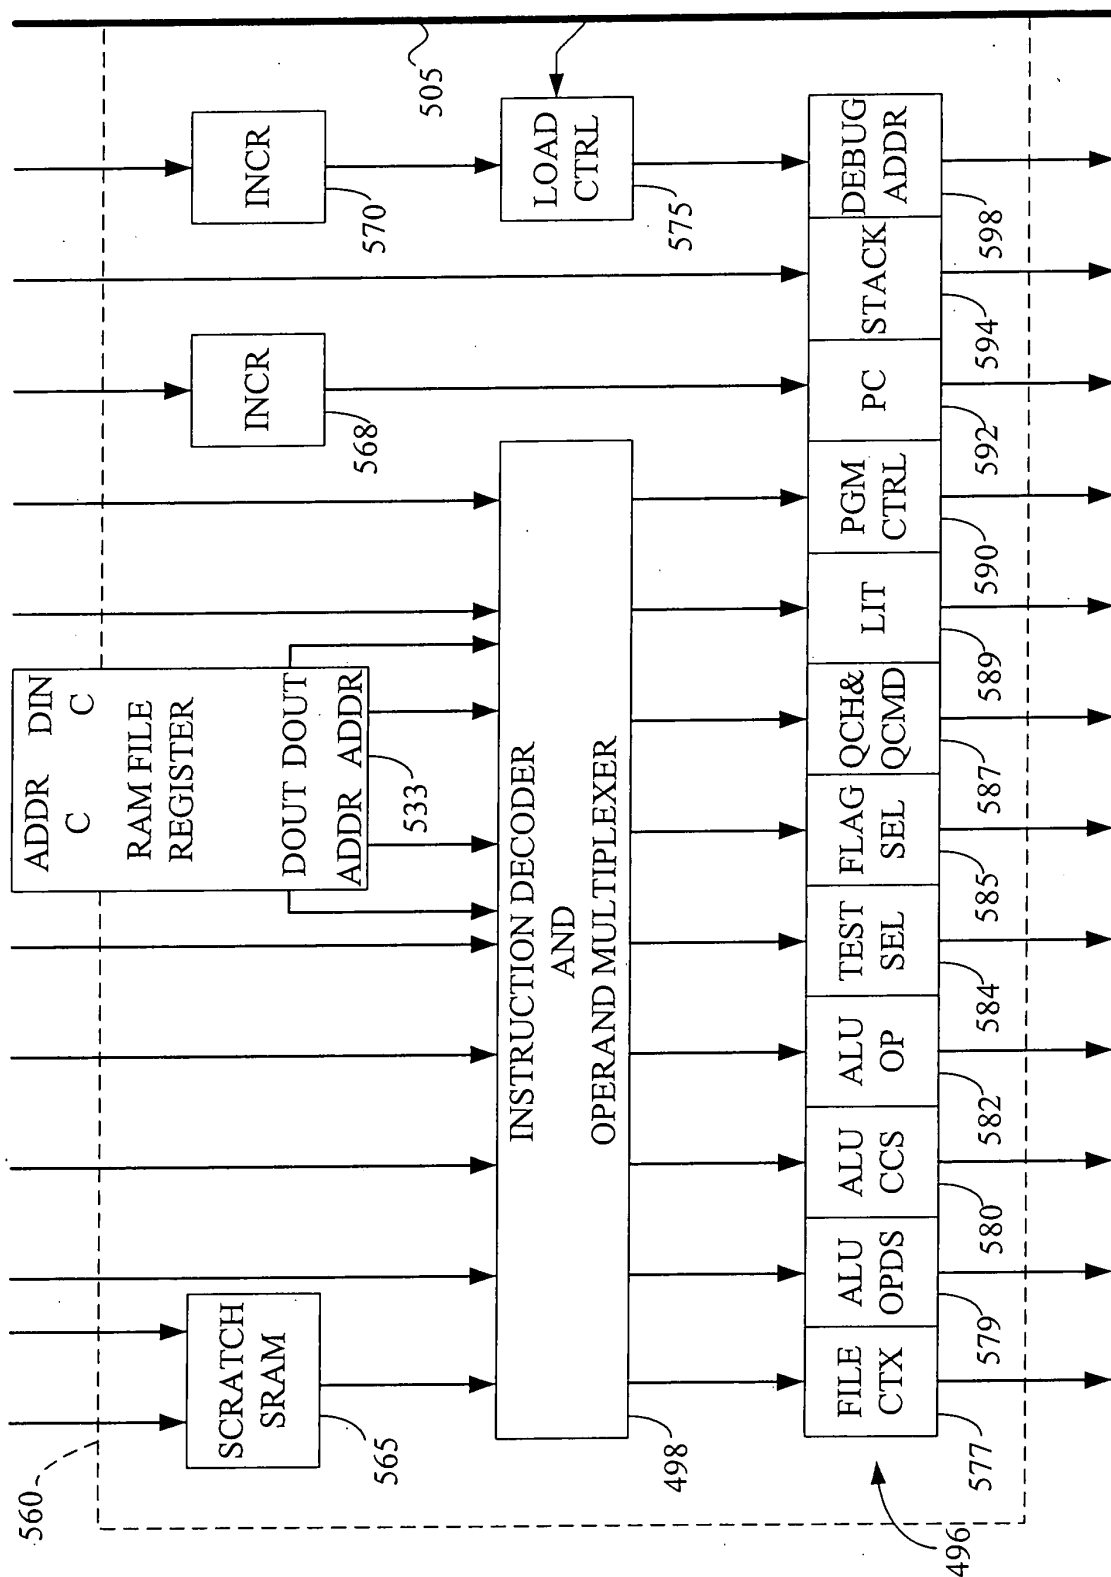 560
505
SCRATCH
SRAM
565
ADDR DIN
C C
RAM FILE
REGISTER
DOUT DOUT
ADDR ADDR
533
INCR
568
INCR
570
INSTRUCTION DECODER
AND
OPERAND MULTIPLEXER
498
LOAD
CTRL
575
496
FILE
CTX
577
ALU
OPDS
579
ALU
CCS
580
ALU
OP
582
TEST
SEL
584
FLAG
SEL
585
QCH&
QCMD
587
LIT
589
PGM
CTRL
590
PC
592
STACK
594
DEBUG
ADDR
598